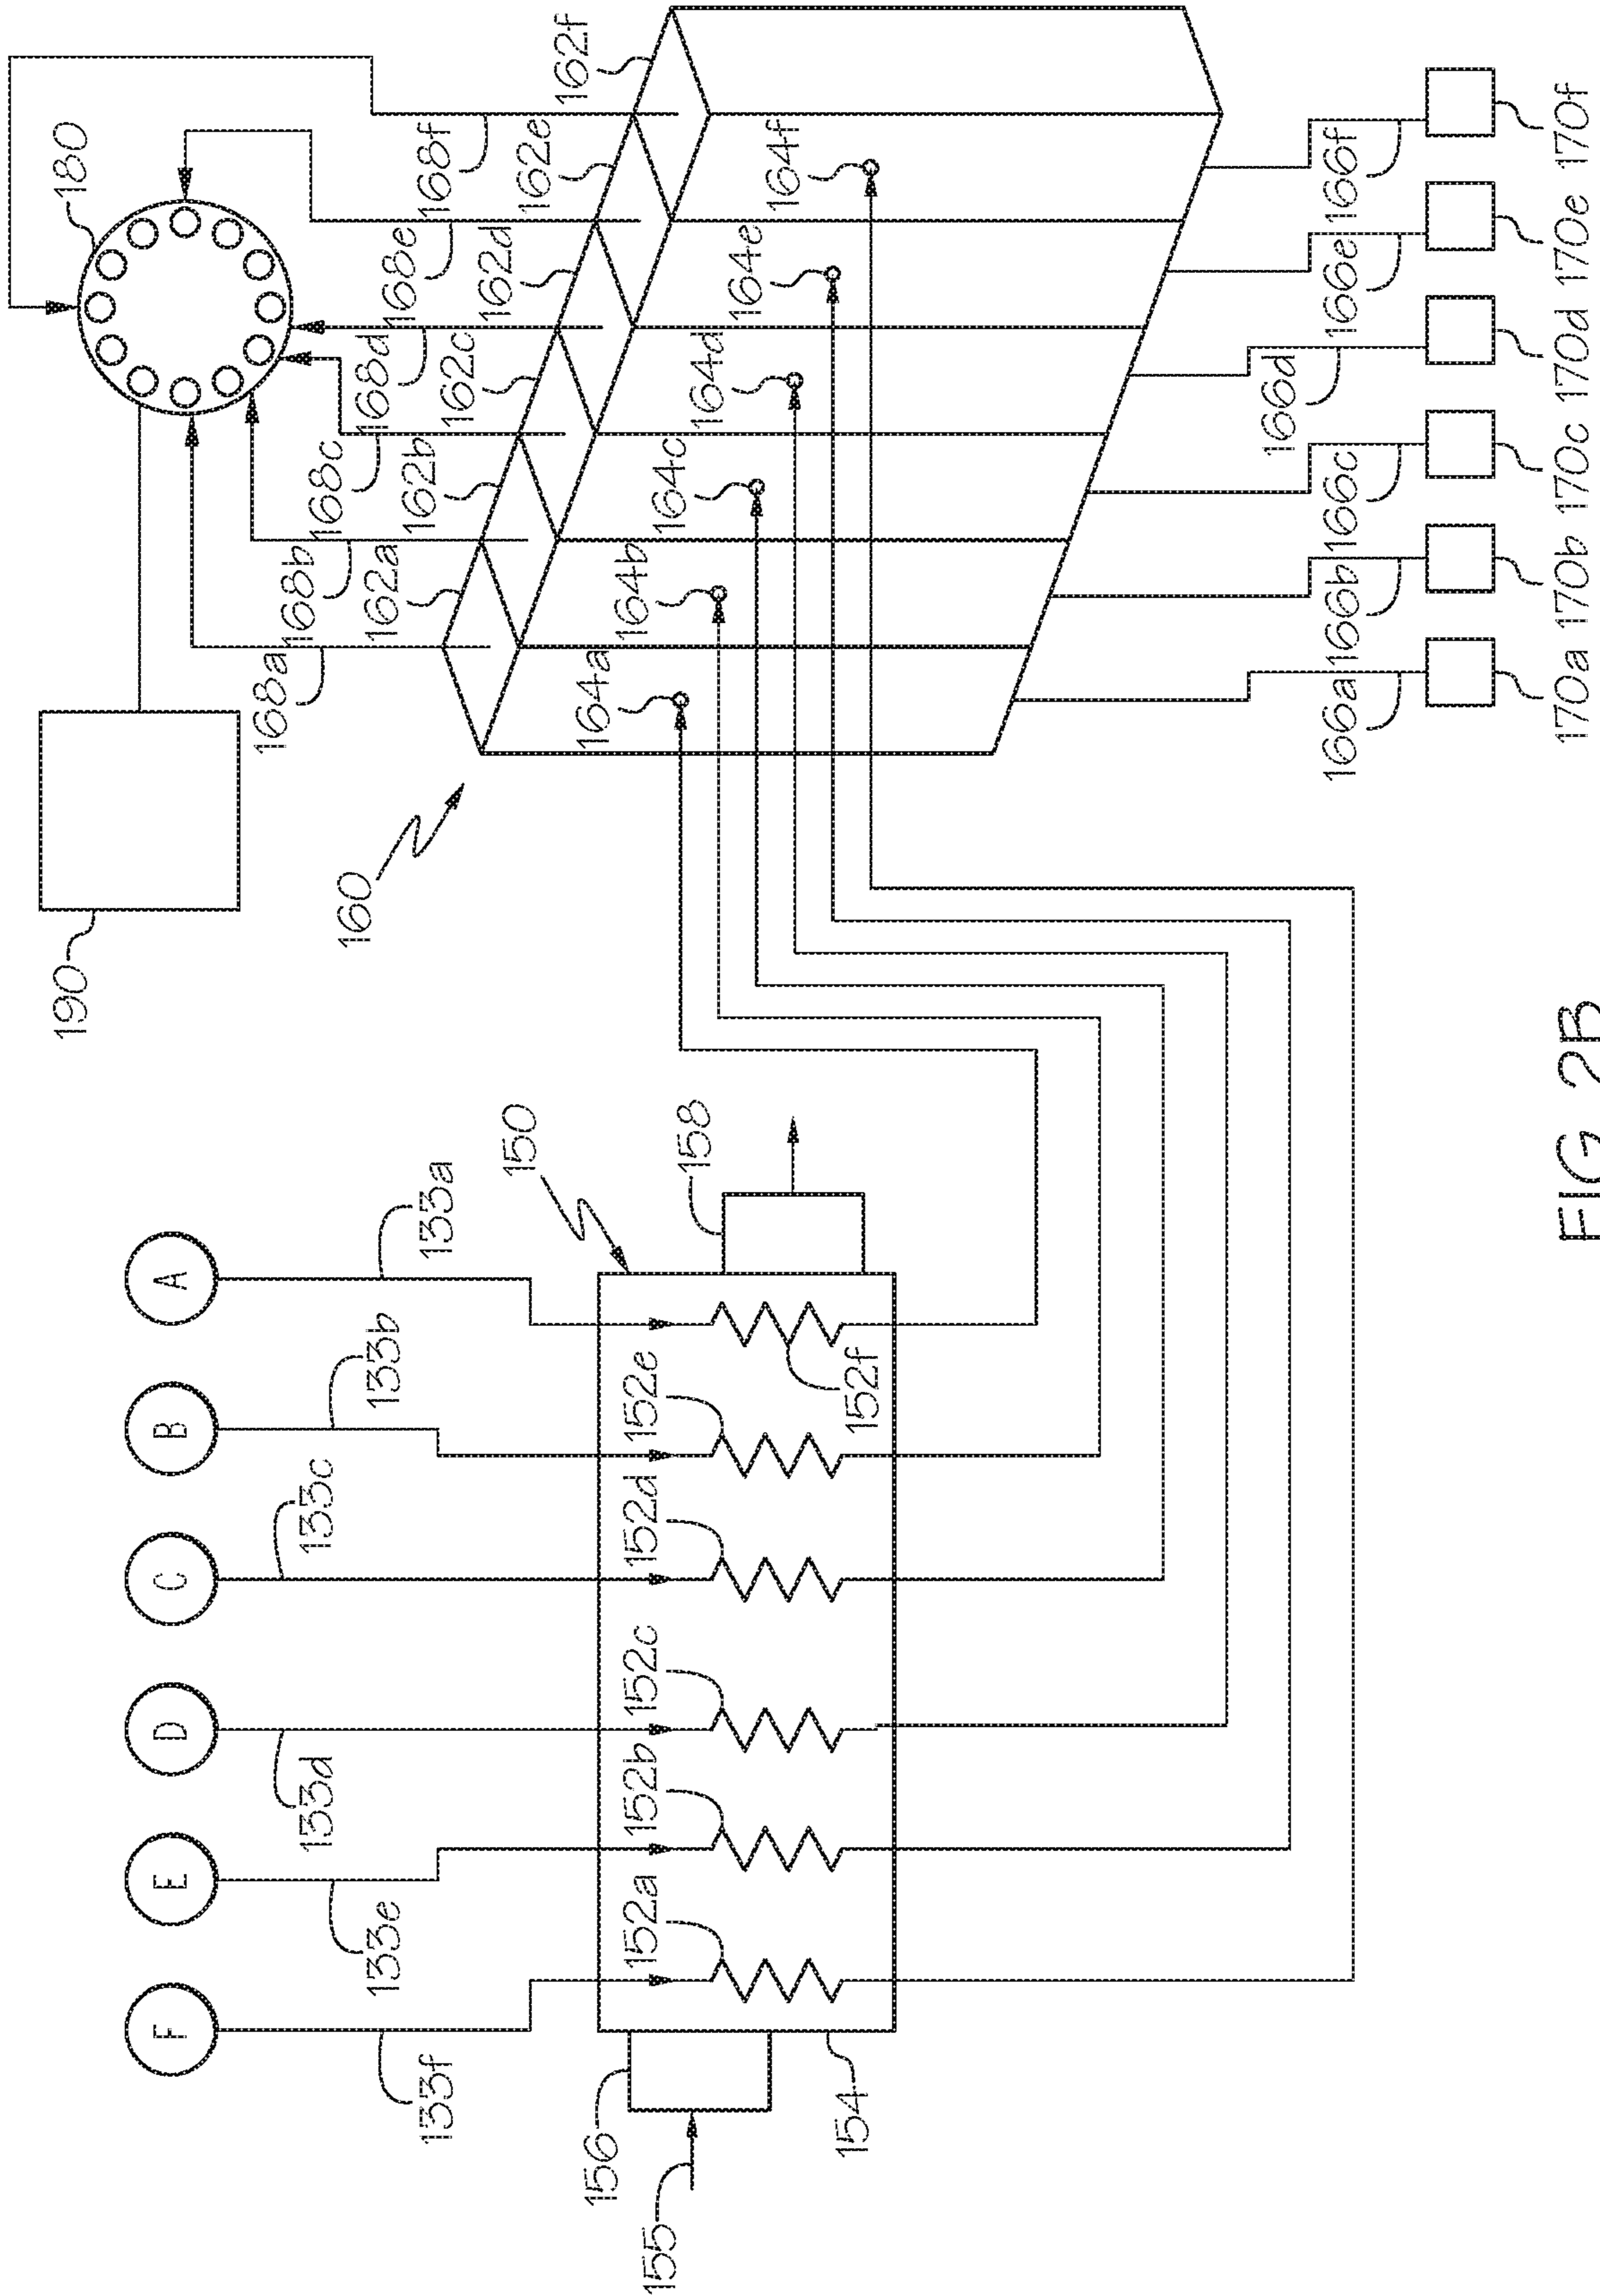 F
E
D
C
B
A
133f
133e
133d
133c
133b
133a
150
155
156
154
158
152a
152b
152c
152d
152e
152f
190
180
160
168a
168b
168c
168d
168e
168f
162a
162b
162c
162d
162e
162f
164a
164b
164c
164d
164e
164f
166a
166b
166c
166d
166e
166f
170a
170b
170c
170d
170e
170f
FIG. 2B